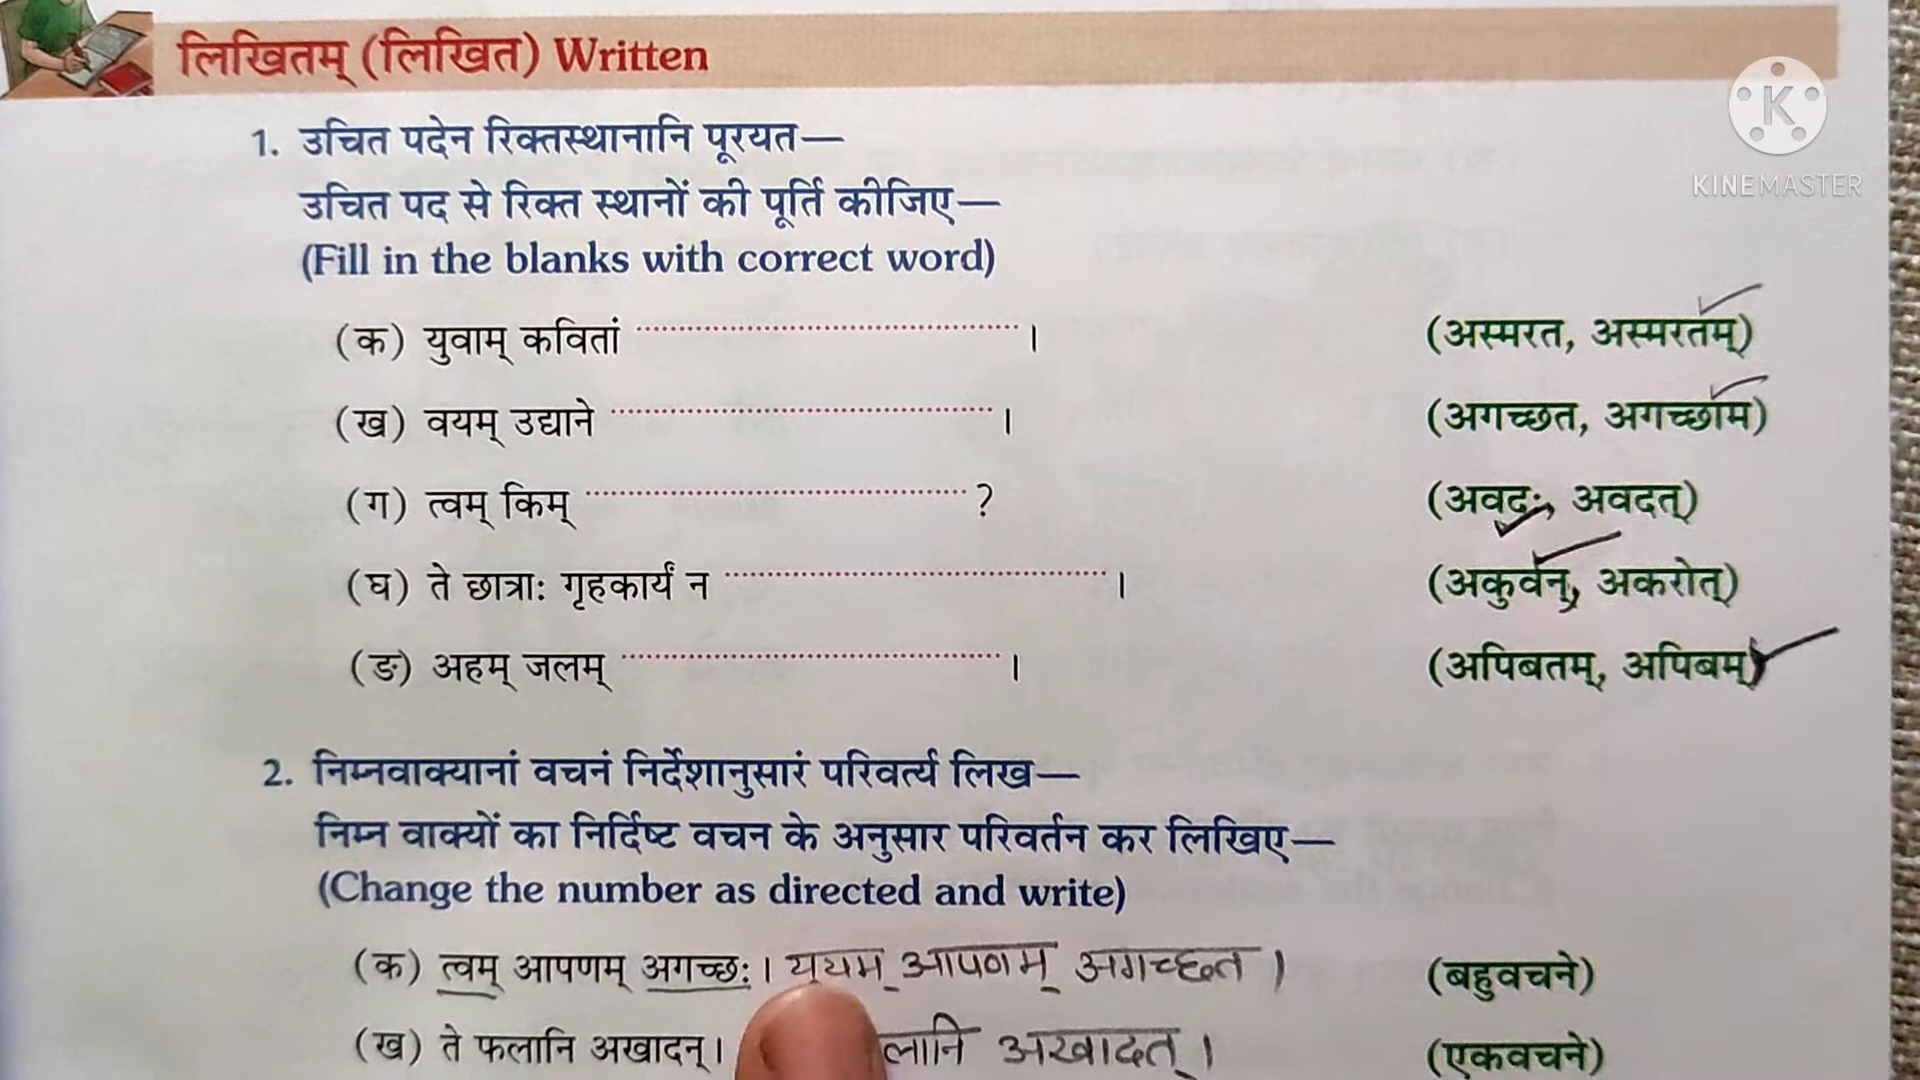 लिखितम् (लिखित) Written
K
KINEMASTER
1. उचित पदेन रिक्तस्थानानि पूरयत—
उचित पद से रिक्त स्थानों की पूर्ति कीजिए—
(Fill in the blanks with correct word)
(क) युवाम् कवितां ........................................ । (अस्मरत, अस्मरतम्)
(ख) वयम् उद्याने ........................................ । (अगच्छत, अगच्छाम)
(ग) त्वम् किम् ........................................ ? (अवदः, अवदत्)
(घ) ते छात्राः गृहकार्यं न ........................................ । (अकुर्वन्, अकरोत्)
(ङ) अहम् जलम् ........................................ । (अपिबतम्, अपिबम्)
2. निम्नवाक्यानां वचनं निर्देशानुसारं परिवर्त्य लिख—
निम्न वाक्यों का निर्दिष्ट वचन के अनुसार परिवर्तन कर लिखिए—
(Change the number as directed and write)
(क) त्वम् आपणम् अगच्छः। यूयम् आपणम् अगच्छत । (बहुवचने)
(ख) ते फलानि अखादन्। अखादत् । (एकवचने)